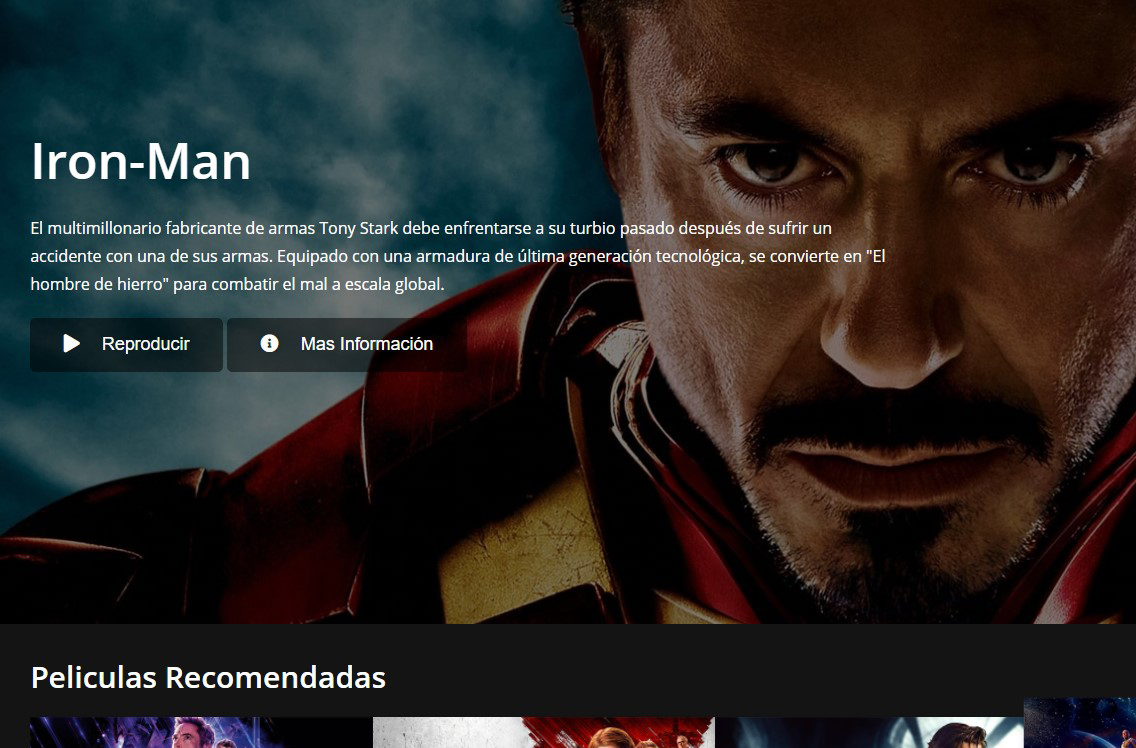 Iron-Man
El multimillonario fabricante de armas Tony Stark debe enfrentarse a su turbio pasado después de sufrir un
accidente con una de sus armas. Equipado con una armadura de última generación tecnológica, se convierte en "El
hombre de hierro" para combatir el mal a escala global.
Reproducir
Mas Información
Peliculas Recomendadas